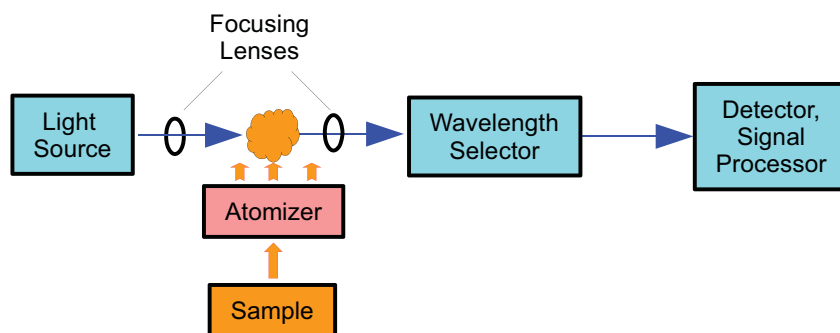 Focusing
Lenses
Light
Source
Wavelength
Selector
Detector,
Signal
Processor
Atomizer
Sample